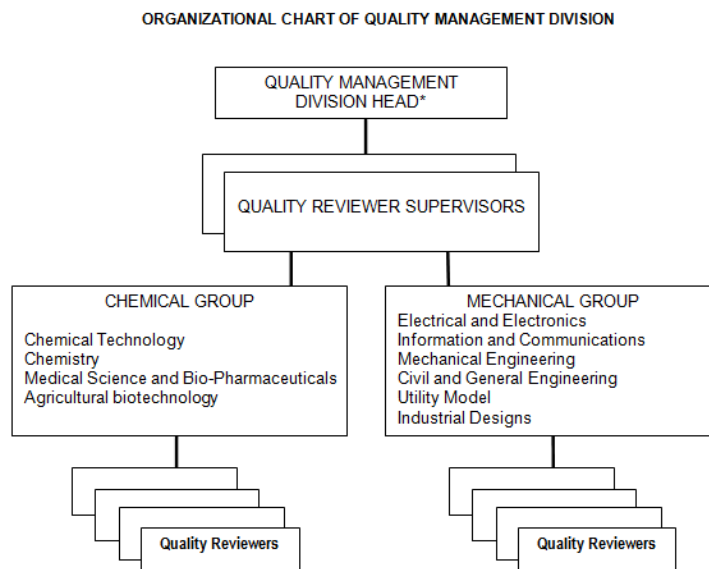 ORGANIZATIONAL CHART OF QUALITY MANAGEMENT DIVISION
QUALITY MANAGEMENT
DIVISION HEAD*
QUALITY REVIEWER SUPERVISORS
CHEMICAL GROUP
Chemical Technology
Chemistry
Medical Science and Bio-Pharmaceuticals
Agricultural biotechnology
MECHANICAL GROUP
Electrical and Electronics
Information and Communications
Mechanical Engineering
Civil and General Engineering
Utility Model
Industrial Designs
Quality Reviewers
Quality Reviewers